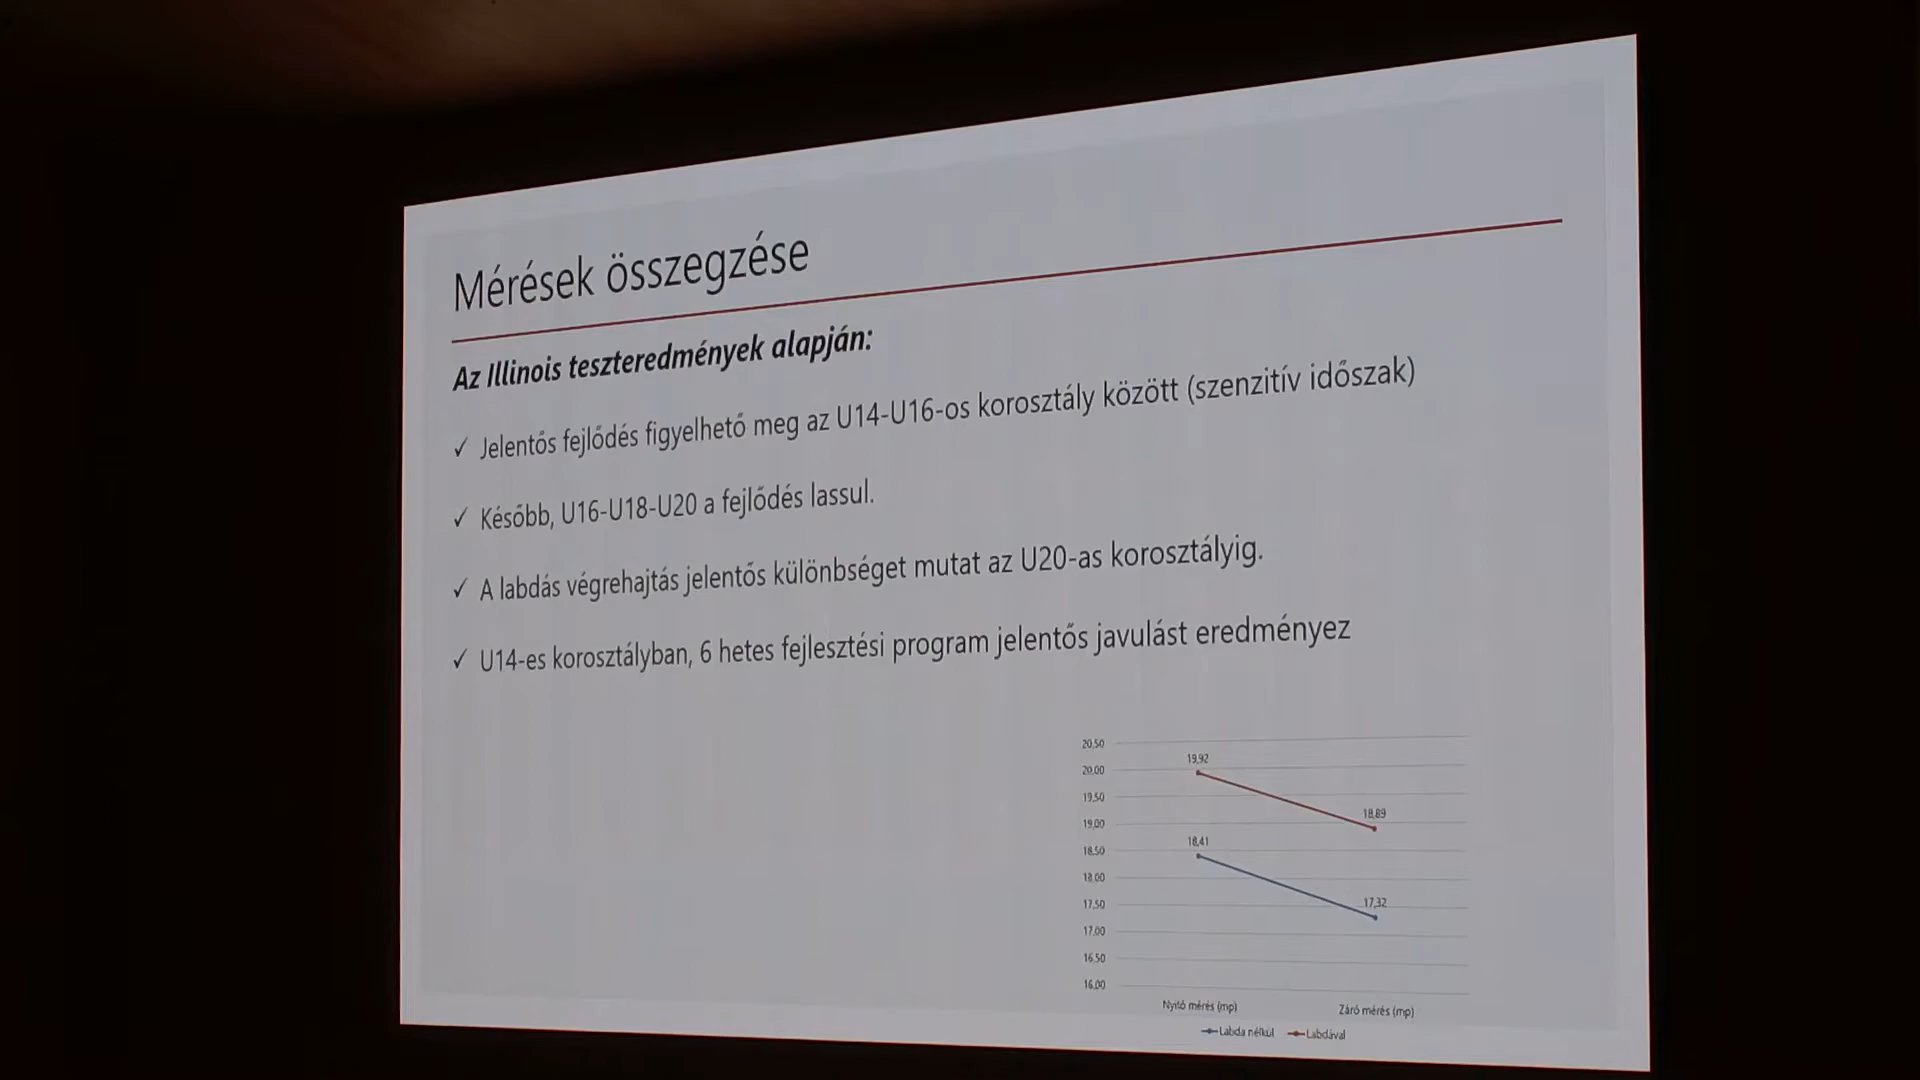 Mérések összegzése
Az Illinois teszteredmények alapján:
✓ Jelentős fejlődés figyelhető meg az U14-U16-os korosztály között (szenzitív időszak)
✓ Később, U16-U18-U20 a fejlődés lassul.
✓ A labdás végrehajtás jelentős különbséget mutat az U20-as korosztályig.
✓ U14-es korosztályban, 6 hetes fejlesztési program jelentős javulást eredményez
20,50
20,00
19,50
19,00
18,50
18,00
17,50
17,00
16,50
16,00
19,92
18,89
18,41
17,32
Nyitó mérés (mp)
Záró mérés (mp)
Labda nélkül
Labdával